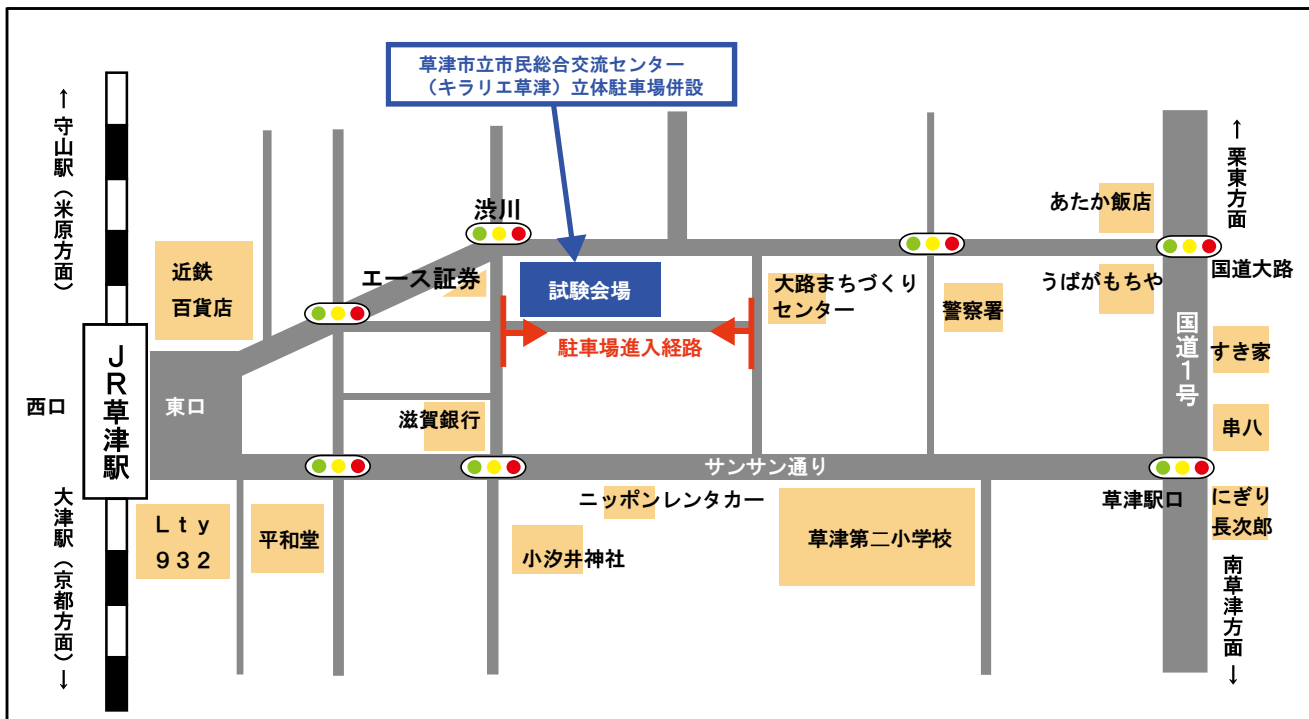 草津市立市民総合交流センター
（キラリエ草津）立体駐車場併設
↑守山駅（米原方面）
↑栗東方面
渋川
あたか飯店
近鉄
百貨店
エース証券
試験会場
大路まちづくり
センター
警察署
うばがもちや
国道大路
駐車場進入経路
国道１号
すき家
ＪＲ草津駅
西口
東口
滋賀銀行
串八
サンサン通り
大津駅（京都方面）↓
Ｌｔｙ
９３２
平和堂
ニッポンレンタカー
小汐井神社
草津第二小学校
草津駅口
にぎり
長次郎
南草津方面↓